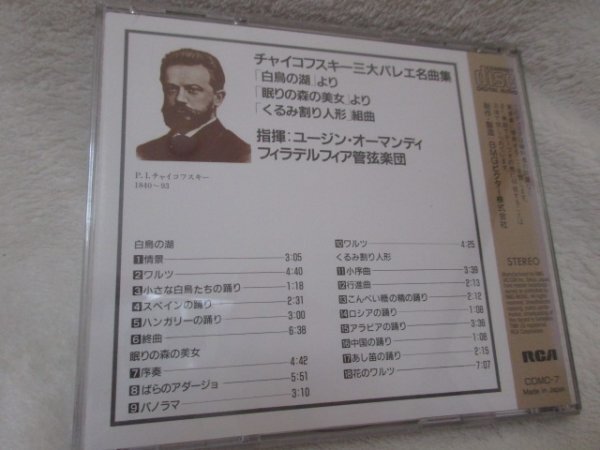 チャイコフスキー三大バレエ名曲集
「白鳥の湖」より
「眠りの森の美女」より
「くるみ割り人形」組曲
指揮：ユージン・オーマンディ
フィラデルフィア管弦楽団
P. I. チャイコフスキー
1840～93
白鳥の湖
1 情景 3:05
2 ワルツ 4:40
3 小さな白鳥たちの踊り 1:18
4 スペインの踊り 2:31
5 ハンガリーの踊り 3:00
6 終曲 6:38
眠りの森の美女
7 序奏 4:42
8 ばらのアダージョ 5:51
9 パノラマ 3:10
10 ワルツ 4:25
くるみ割り人形
11 小序曲 3:39
12 行進曲 2:13
13 こんぺい糖の精の踊り 2:12
14 ロシアの踊り 1:08
15 アラビアの踊り 3:36
16 中国の踊り 1:08
17 あし笛の踊り 2:15
18 花のワルツ 7:07
COMPACT
DISC
DIGITAL AUDIO
STEREO
RCA
CDMC-7
Made in Japan